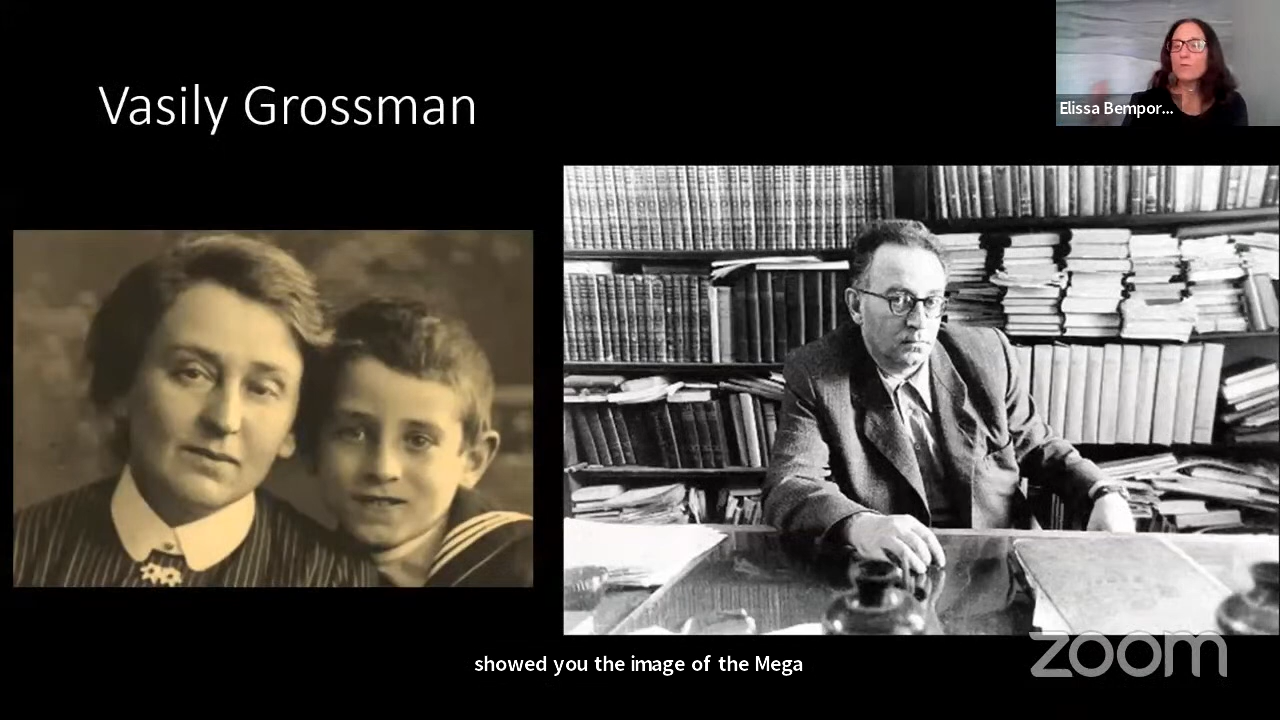 Vasily Grossman
Elissa Bempor...
showed you the image of the Mega
zoom